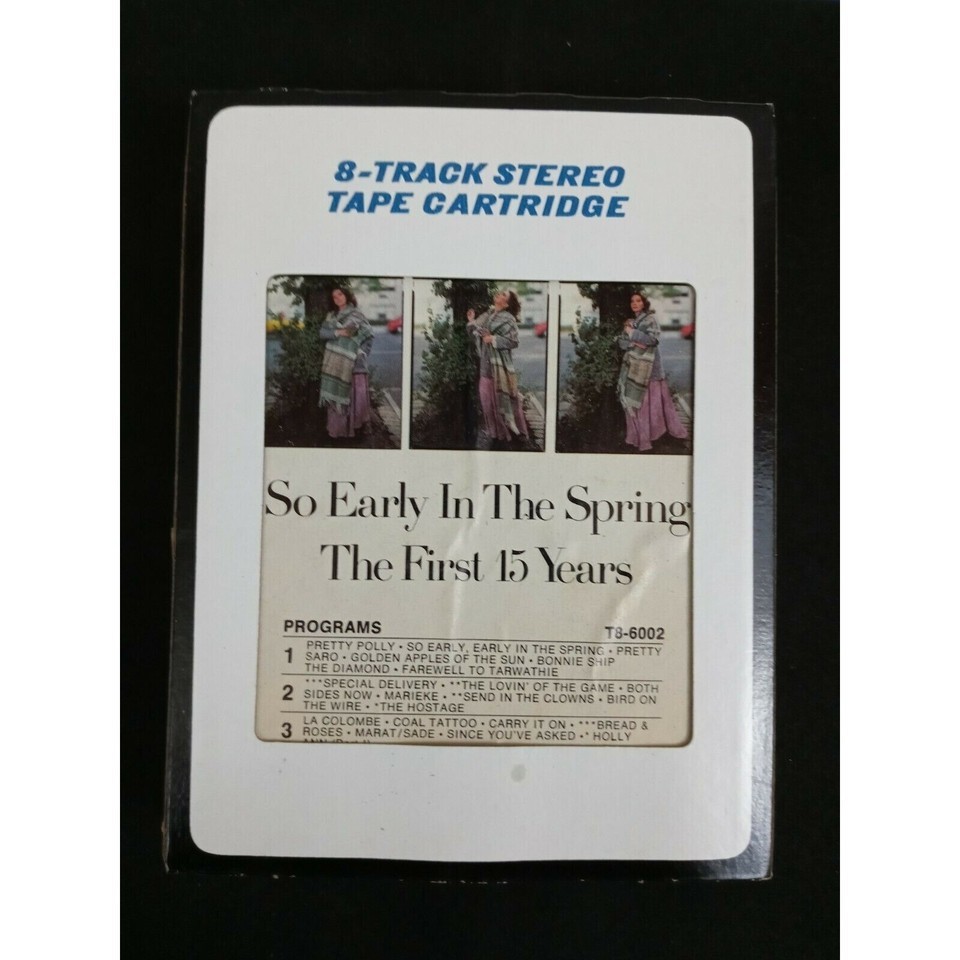 8-TRACK STEREO
TAPE CARTRIDGE
So Early In The Spring
The First 15 Years
PROGRAMS T8-6002
1 PRETTY POLLY • SO EARLY, EARLY IN THE SPRING • PRETTY
SARO • GOLDEN APPLES OF THE SUN • BONNIE SHIP
THE DIAMOND • FAREWELL TO TARWATHIE
2 ***SPECIAL DELIVERY • **THE LOVIN' OF THE GAME • BOTH
SIDES NOW • MARIEKE • **SEND IN THE CLOWNS • BIRD ON
THE WIRE • *THE HOSTAGE
3 LA COLOMBE • COAL TATTOO • CARRY IT ON • ***BREAD &
ROSES • MARAT/SADE • SINCE YOU'VE ASKED •* HOLLY